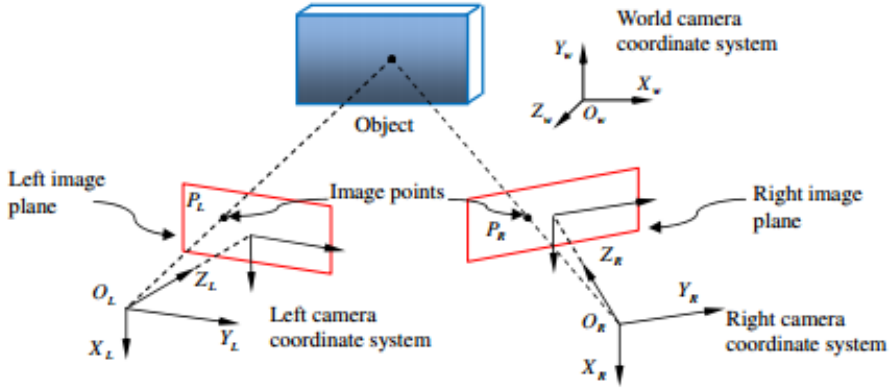 World camera
coordinate system
Y_w
X_w
Z_w
O_w
Object
Left image
plane
P_L
Image points
P_R
Right image
plane
O_L
Z_L
Z_R
X_L
Y_L
Left camera
coordinate system
O_R
Y_R
X_R
Right camera
coordinate system